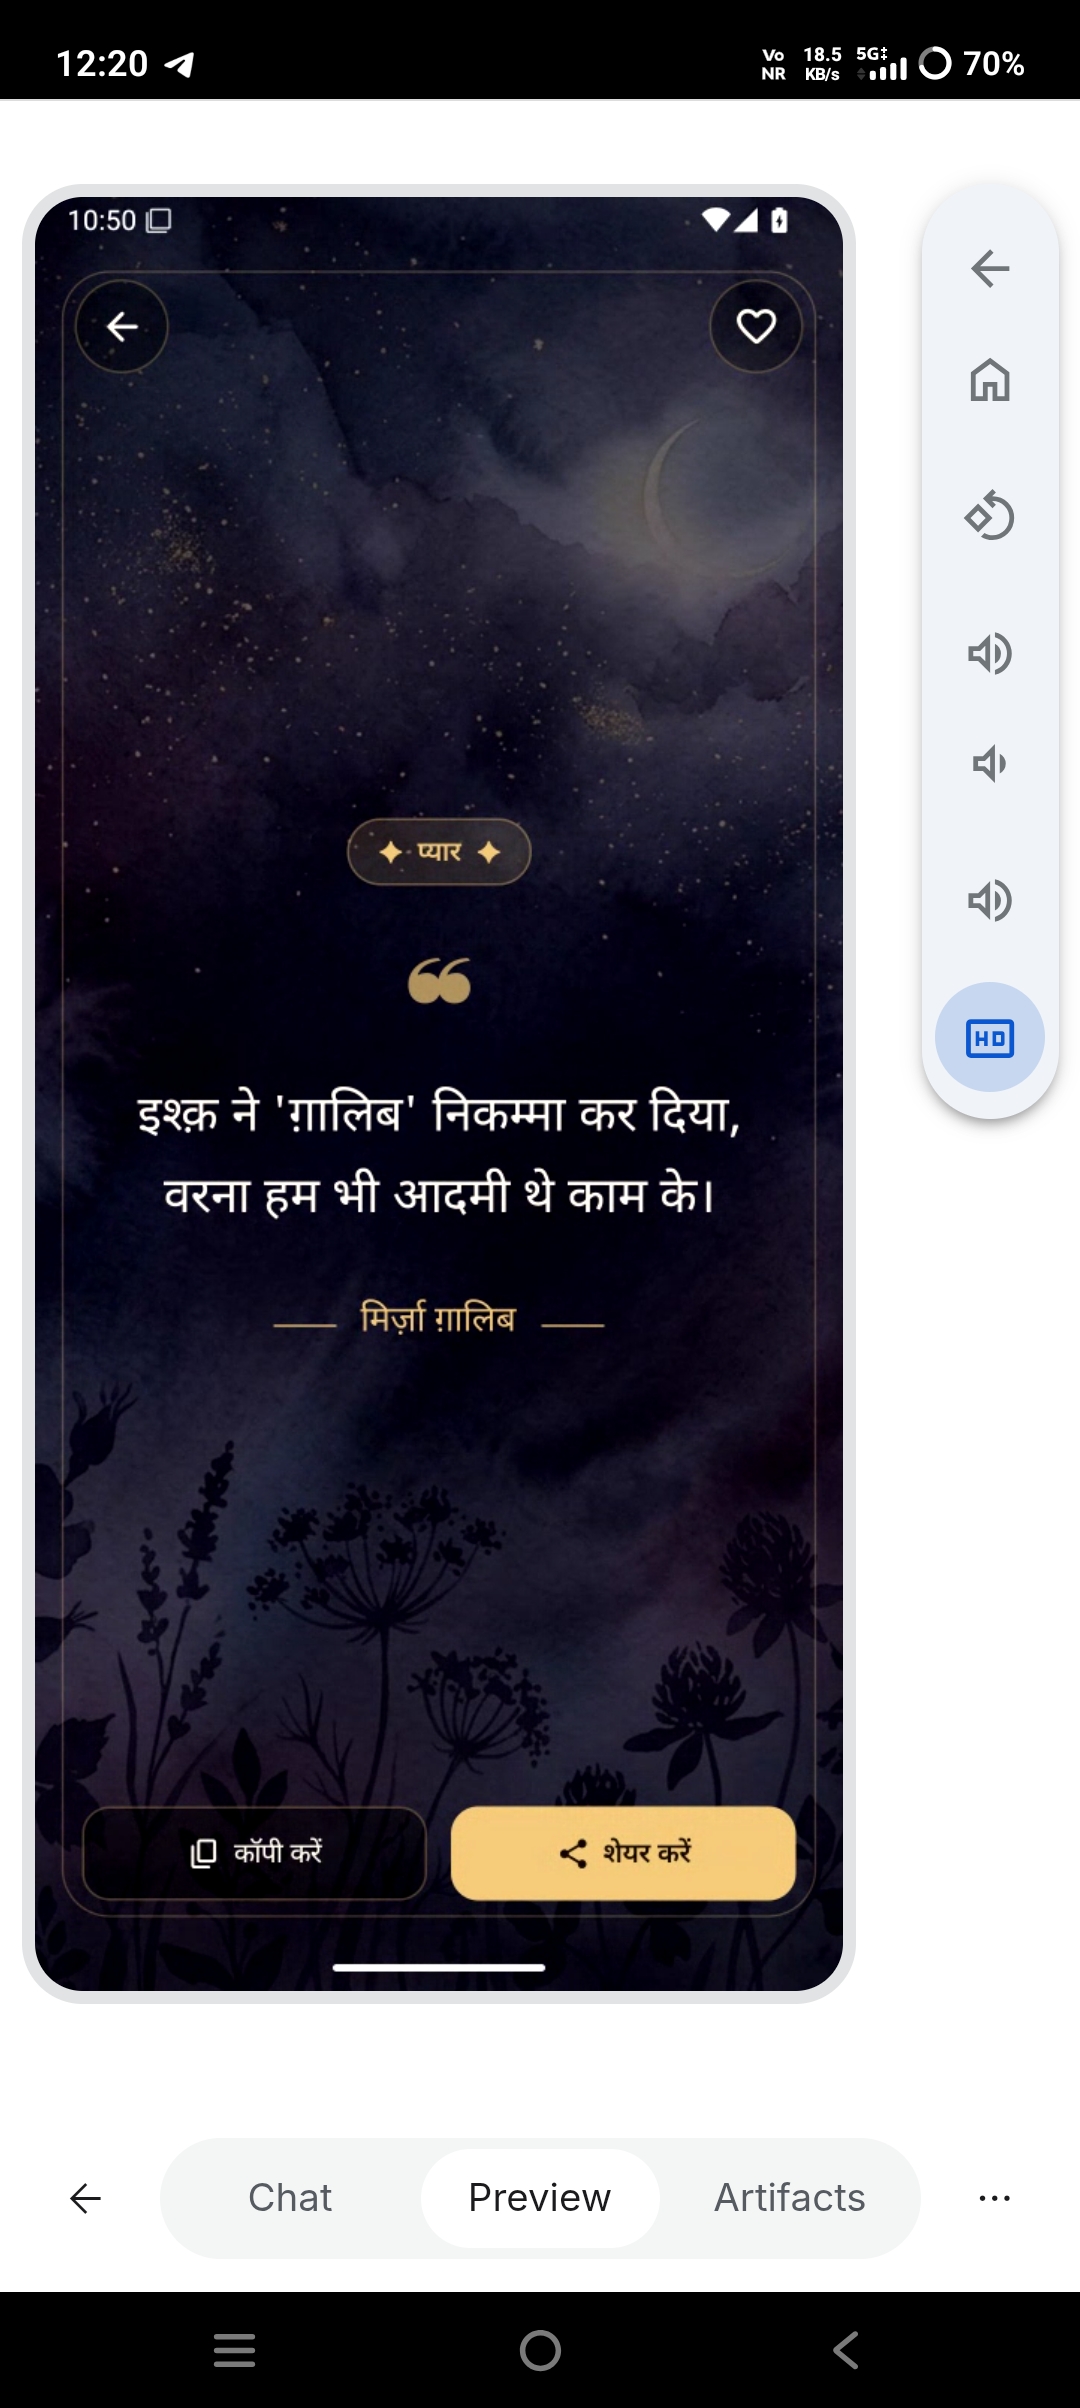 12:20
Vo
NR
18.5
KB/s
5G
70%
10:50
प्यार
❝
इश्क़ ने 'ग़ालिब' निकम्मा कर दिया,
वरना हम भी आदमी थे काम के।
मिर्ज़ा ग़ालिब
कॉपी करें
शेयर करें
HD
Chat
Preview
Artifacts